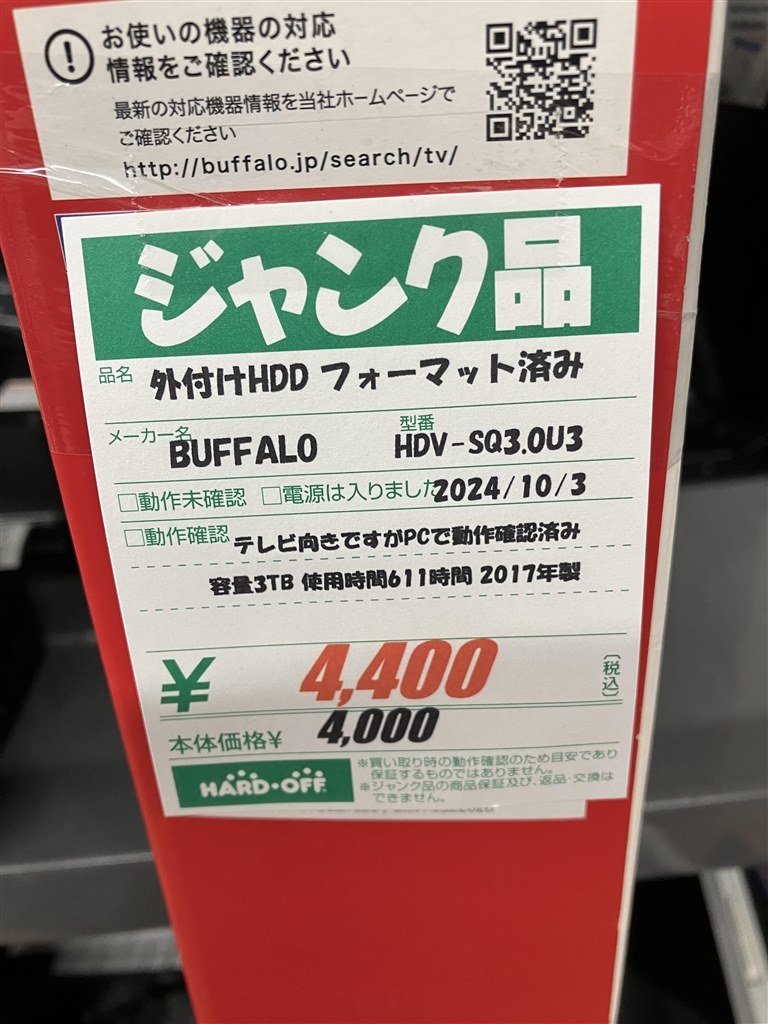 お使いの機器の対応
情報をご確認ください
最新の対応機器情報を当社ホームページで
ご確認ください
http://buffalo.jp/search/tv/
ジャンク品
品名 外付けHDD フォーマット済み
メーカー名 BUFFALO 型番 HDV-SQ3.0U3
□動作未確認 □電源は入りました 2024/10/3
□動作確認 テレビ向きですがPCで動作確認済み
容量3TB 使用時間611時間 2017年製
¥ 4,400 〔税込〕
本体価格¥ 4,000
HARD・OFF
※買い取り時の動作確認のため目安であり
保証するものではありません。
※ジャンク品の商品保証及び、返品・交換は
できません。